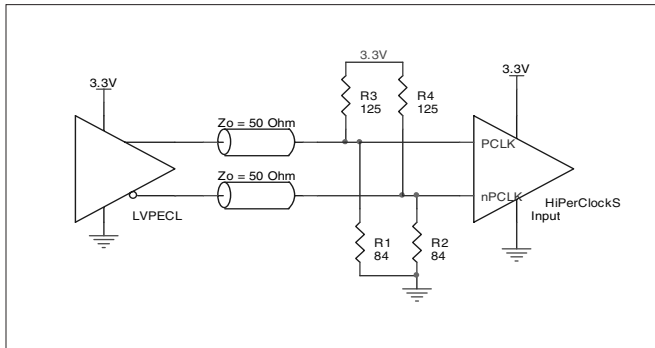 3.3V
3.3V
3.3V
R3
125
R4
125
Zo = 50 Ohm
PCLK
Zo = 50 Ohm
nPCLK
HiPerClockS
Input
LVPECL
R1
84
R2
84